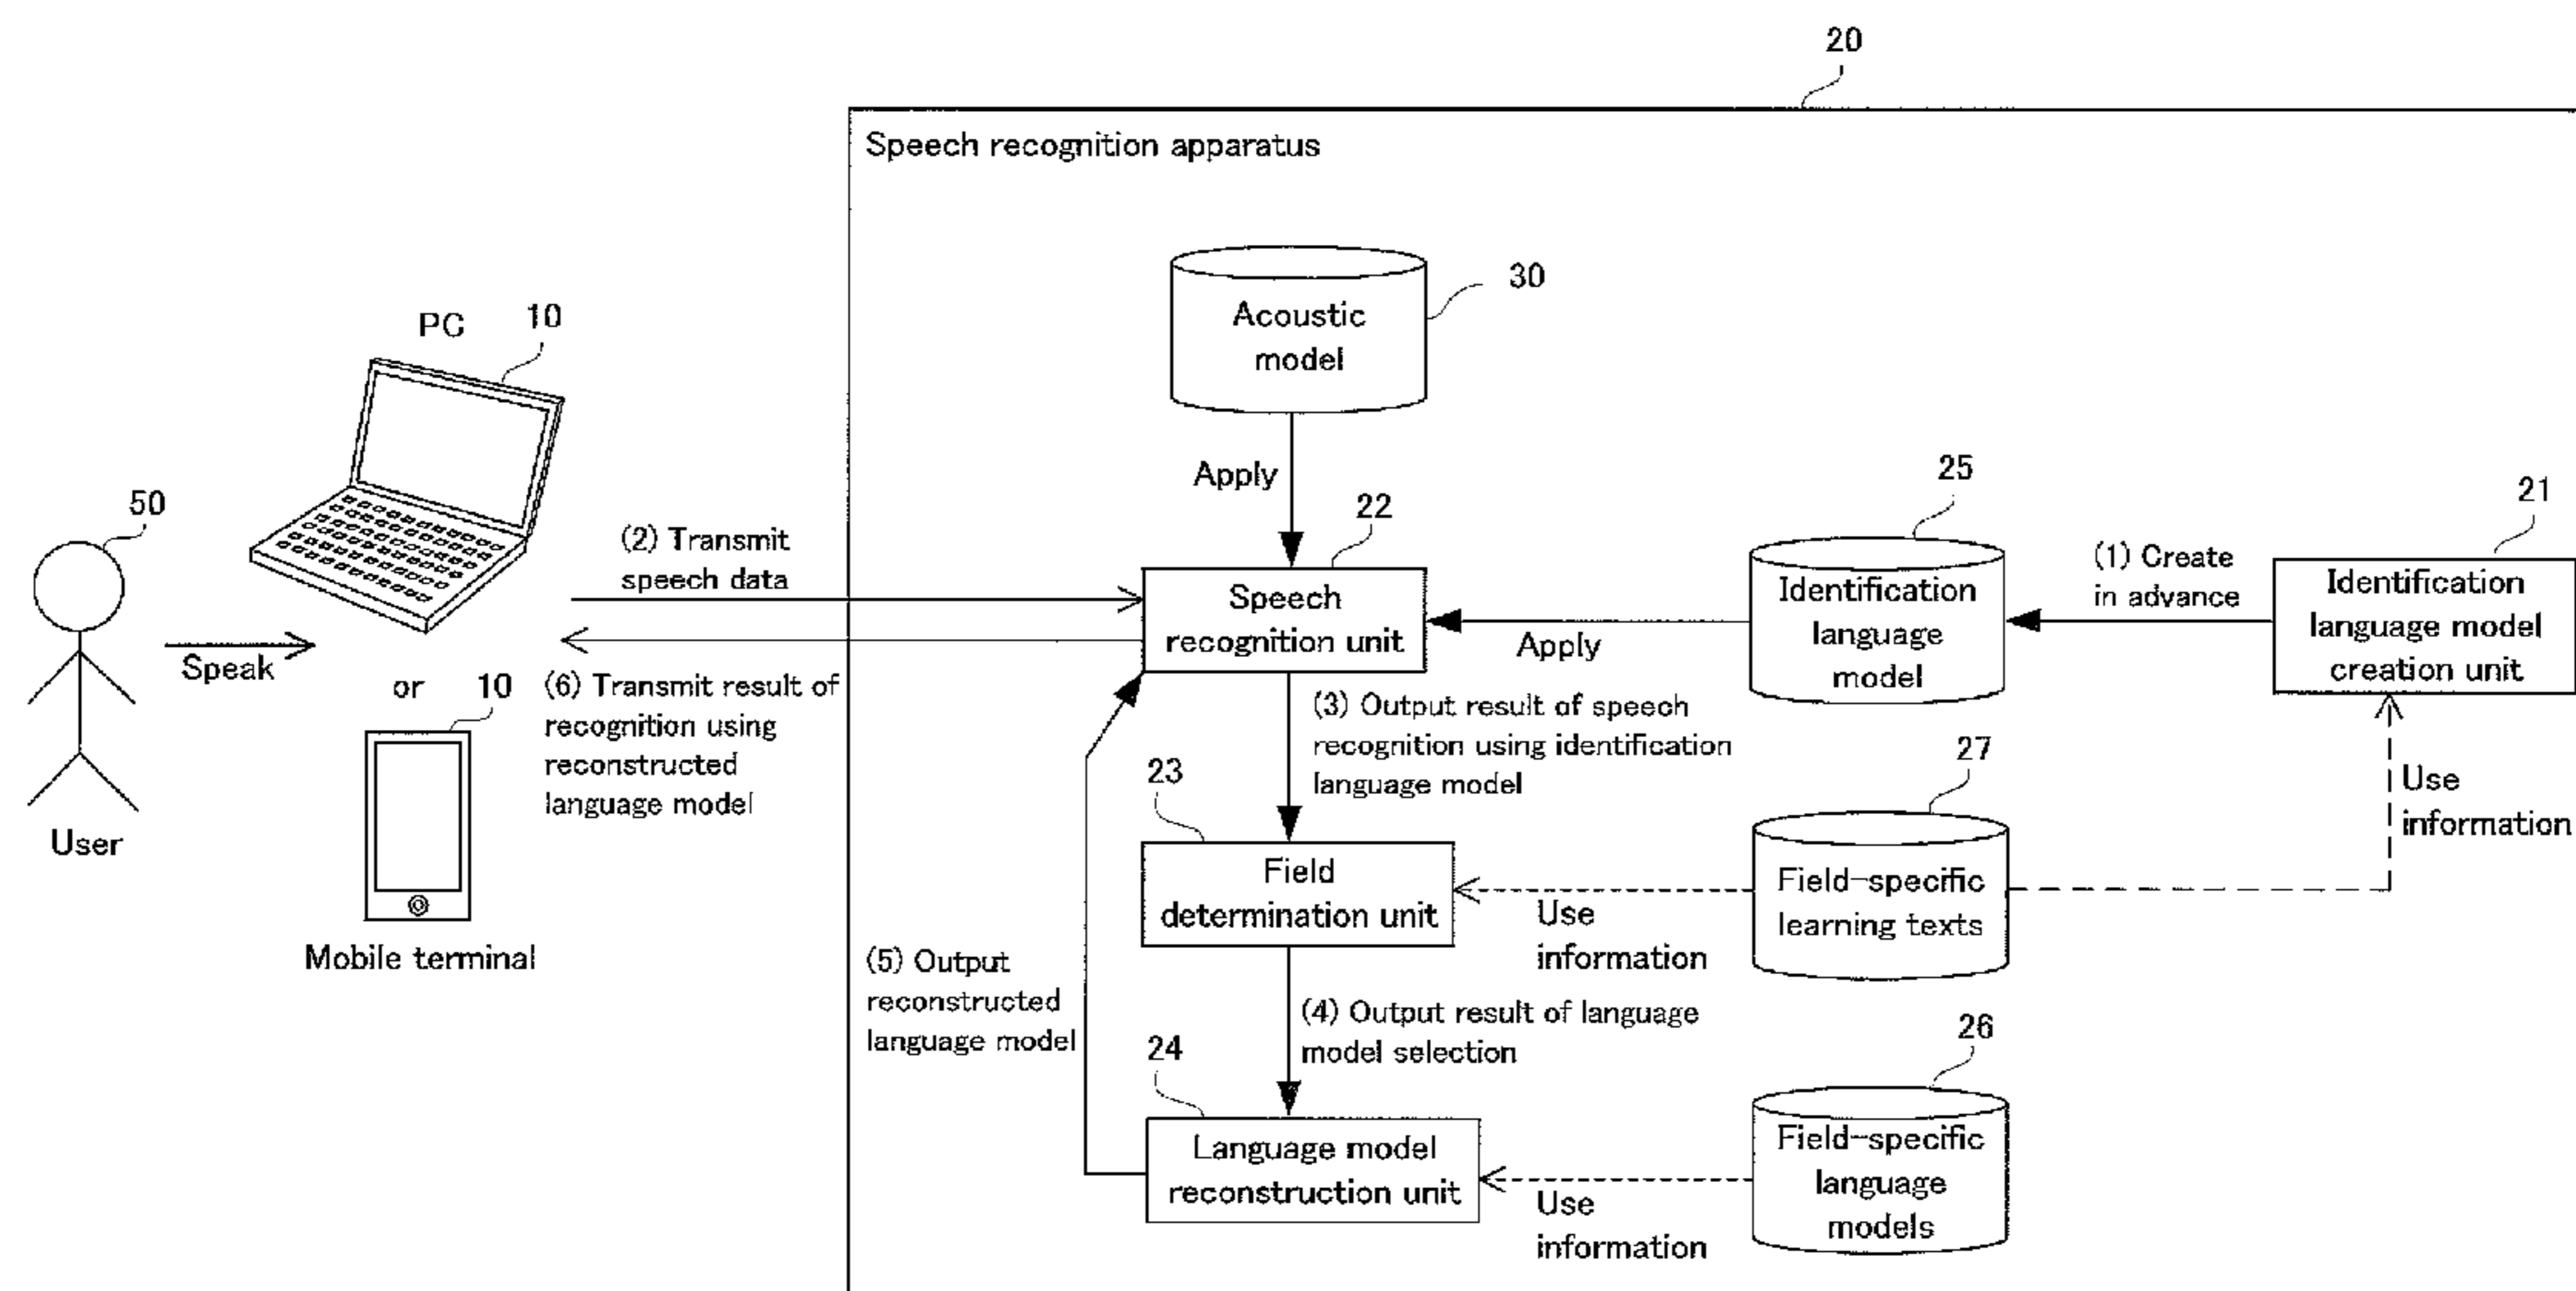 20
Speech recognition apparatus
30
Acoustic
model
PC
10
Apply
50
22
25
21
(2) Transmit
speech data
Speech
recognition unit
Identification
language
model
(1) Create
in advance
Identification
language model
creation unit
Speak
Apply
or
10
(6) Transmit result of
recognition using
reconstructed
language model
(3) Output result of speech
recognition using identification
language model
User
Mobile terminal
23
27
Use
information
Field
determination unit
Use
information
Field-specific
learning texts
(5) Output
reconstructed
language model
(4) Output result of language
model selection
24
26
Language model
reconstruction unit
Use
information
Field-specific
language
models